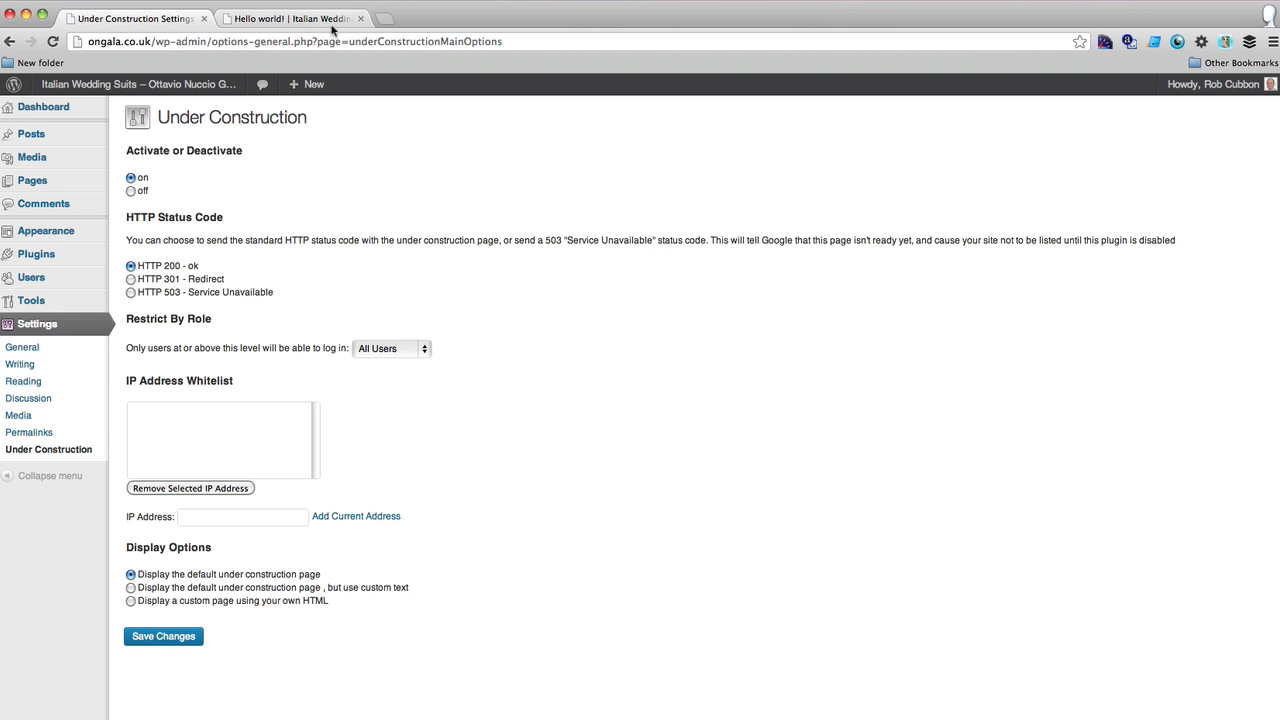 Under Construction Settings
Hello world! | Italian Weddin
ongala.co.uk/wp-admin/options-general.php?page=underConstructionMainOptions
New folder
Other Bookmarks
Italian Wedding Suits – Ottavio Nuccio G...
New
Howdy, Rob Cubbon
Dashboard
Posts
Media
Pages
Comments
Appearance
Plugins
Users
Tools
Settings
General
Writing
Reading
Discussion
Media
Permalinks
Under Construction
Collapse menu
Under Construction
Activate or Deactivate
on
off
HTTP Status Code
You can choose to send the standard HTTP status code with the under construction page, or send a 503 "Service Unavailable" status code. This will tell Google that this page isn't ready yet, and cause your site not to be listed until this plugin is disabled
HTTP 200 - ok
HTTP 301 - Redirect
HTTP 503 - Service Unavailable
Restrict By Role
Only users at or above this level will be able to log in: All Users
IP Address Whitelist
Remove Selected IP Address
IP Address: Add Current Address
Display Options
Display the default under construction page
Display the default under construction page , but use custom text
Display a custom page using your own HTML
Save Changes